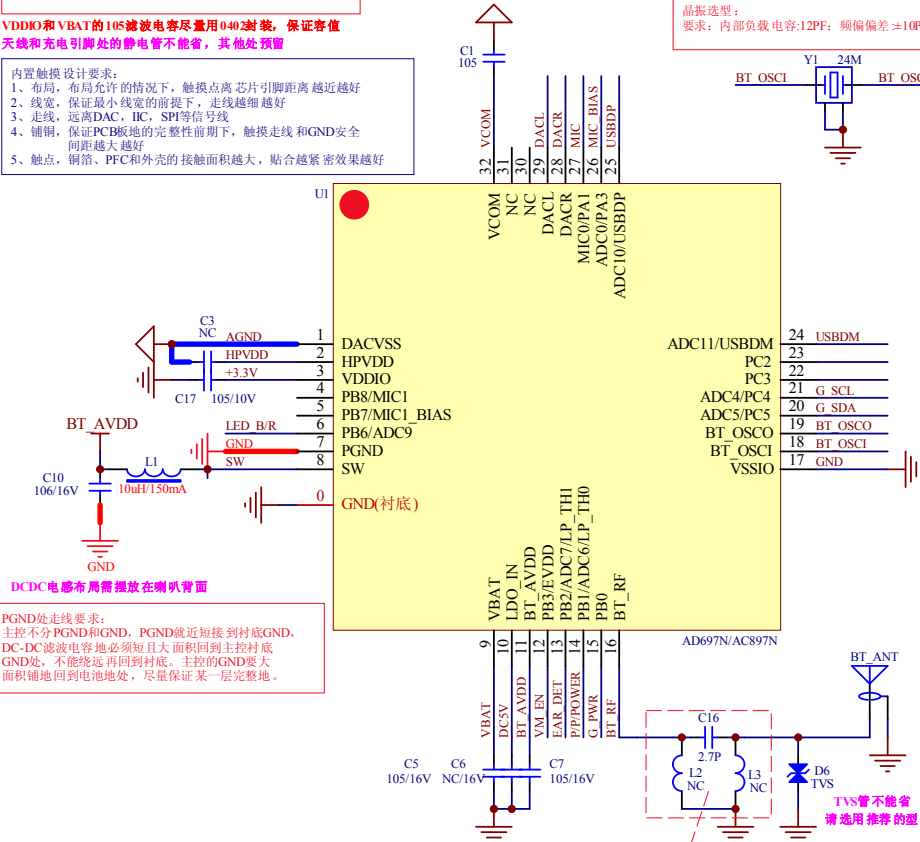 VDDIO和VBAT的105滤波电容尽量用0402封装，保证容值
天线和充电引脚处的静电管不能省，其他处预留
内置触摸设计要求：
1、布局，布局允许的情况下，触摸点离芯片引脚距离越近越好
2、线宽，保证最小线宽的前提下，走线越细越好
3、走线，远离DAC，IIC，SPI等信号线
4、铺铜，保证PCB板地的完整性前期下，触摸走线和GND安全
间距越大越好
5、触点，铜箔、PFC和外壳的接触面积越大，贴合越紧密效果越好
晶振选型：
要求：内部负载电容:12PF；频偏偏差:±10P
Y1 24M
BT_OSCI
BT_OSC
C1
105
VCOM
DACL
DACR
MIC
MIC_BIAS
USBDP
32
31
30
29
28
27
26
25
U1
VCOM
NC
NC
DACL
DACR
MIC0/PA1
ADC0/PA3
ADC10/USBDP
C3
NC
AGND 1 DACVSS
HPVDD 2 HPVDD
+3.3V 3 VDDIO
C17 105/10V
4 PB8/MIC1
5 PB7/MIC1_BIAS
LED_B/R 6 PB6/ADC9
GND 7 PGND
SW 8 SW
0 GND(衬底)
BT_AVDD
L1
10uH/150mA
C10
106/16V
GND
ADC11/USBDM 24 USBDM
PC2 23
PC3 22
ADC4/PC4 21 G_SCL
ADC5/PC5 20 G_SDA
BT_OSCO 19 BT_OSCO
BT_OSCI 18 BT_OSCI
VSSIO 17 GND
DCDC电感布局需摆放在喇叭背面
PGND处走线要求：
主控不分PGND和GND，PGND就近短接到衬底GND，
DC-DC滤波电容地必须短且大面积回到主控衬底
GND处，不能绕远再回到衬底。主控的GND要大
面积铺地回到电池地处，尽量保证某一层完整地。
VBAT
LDO_IN
BT_AVDD
PB3/EVDD
PB2/ADC7/LP_TH1
PB1/ADC6/LP_TH0
PB0
BT_RF
AD697N/AC897N
9
10
11
12
13
14
15
16
VBAT
DC5V
BT_AVDD
VM_EN
EAR_DET
P/P/POWER
G_PWR
BT_RF
C5
105/16V
C6
NC/16V
C7
105/16V
C16
2.7P
L2
NC
L3
NC
BT_ANT
D6
TVS
TVS管不能省
请选用推荐的型